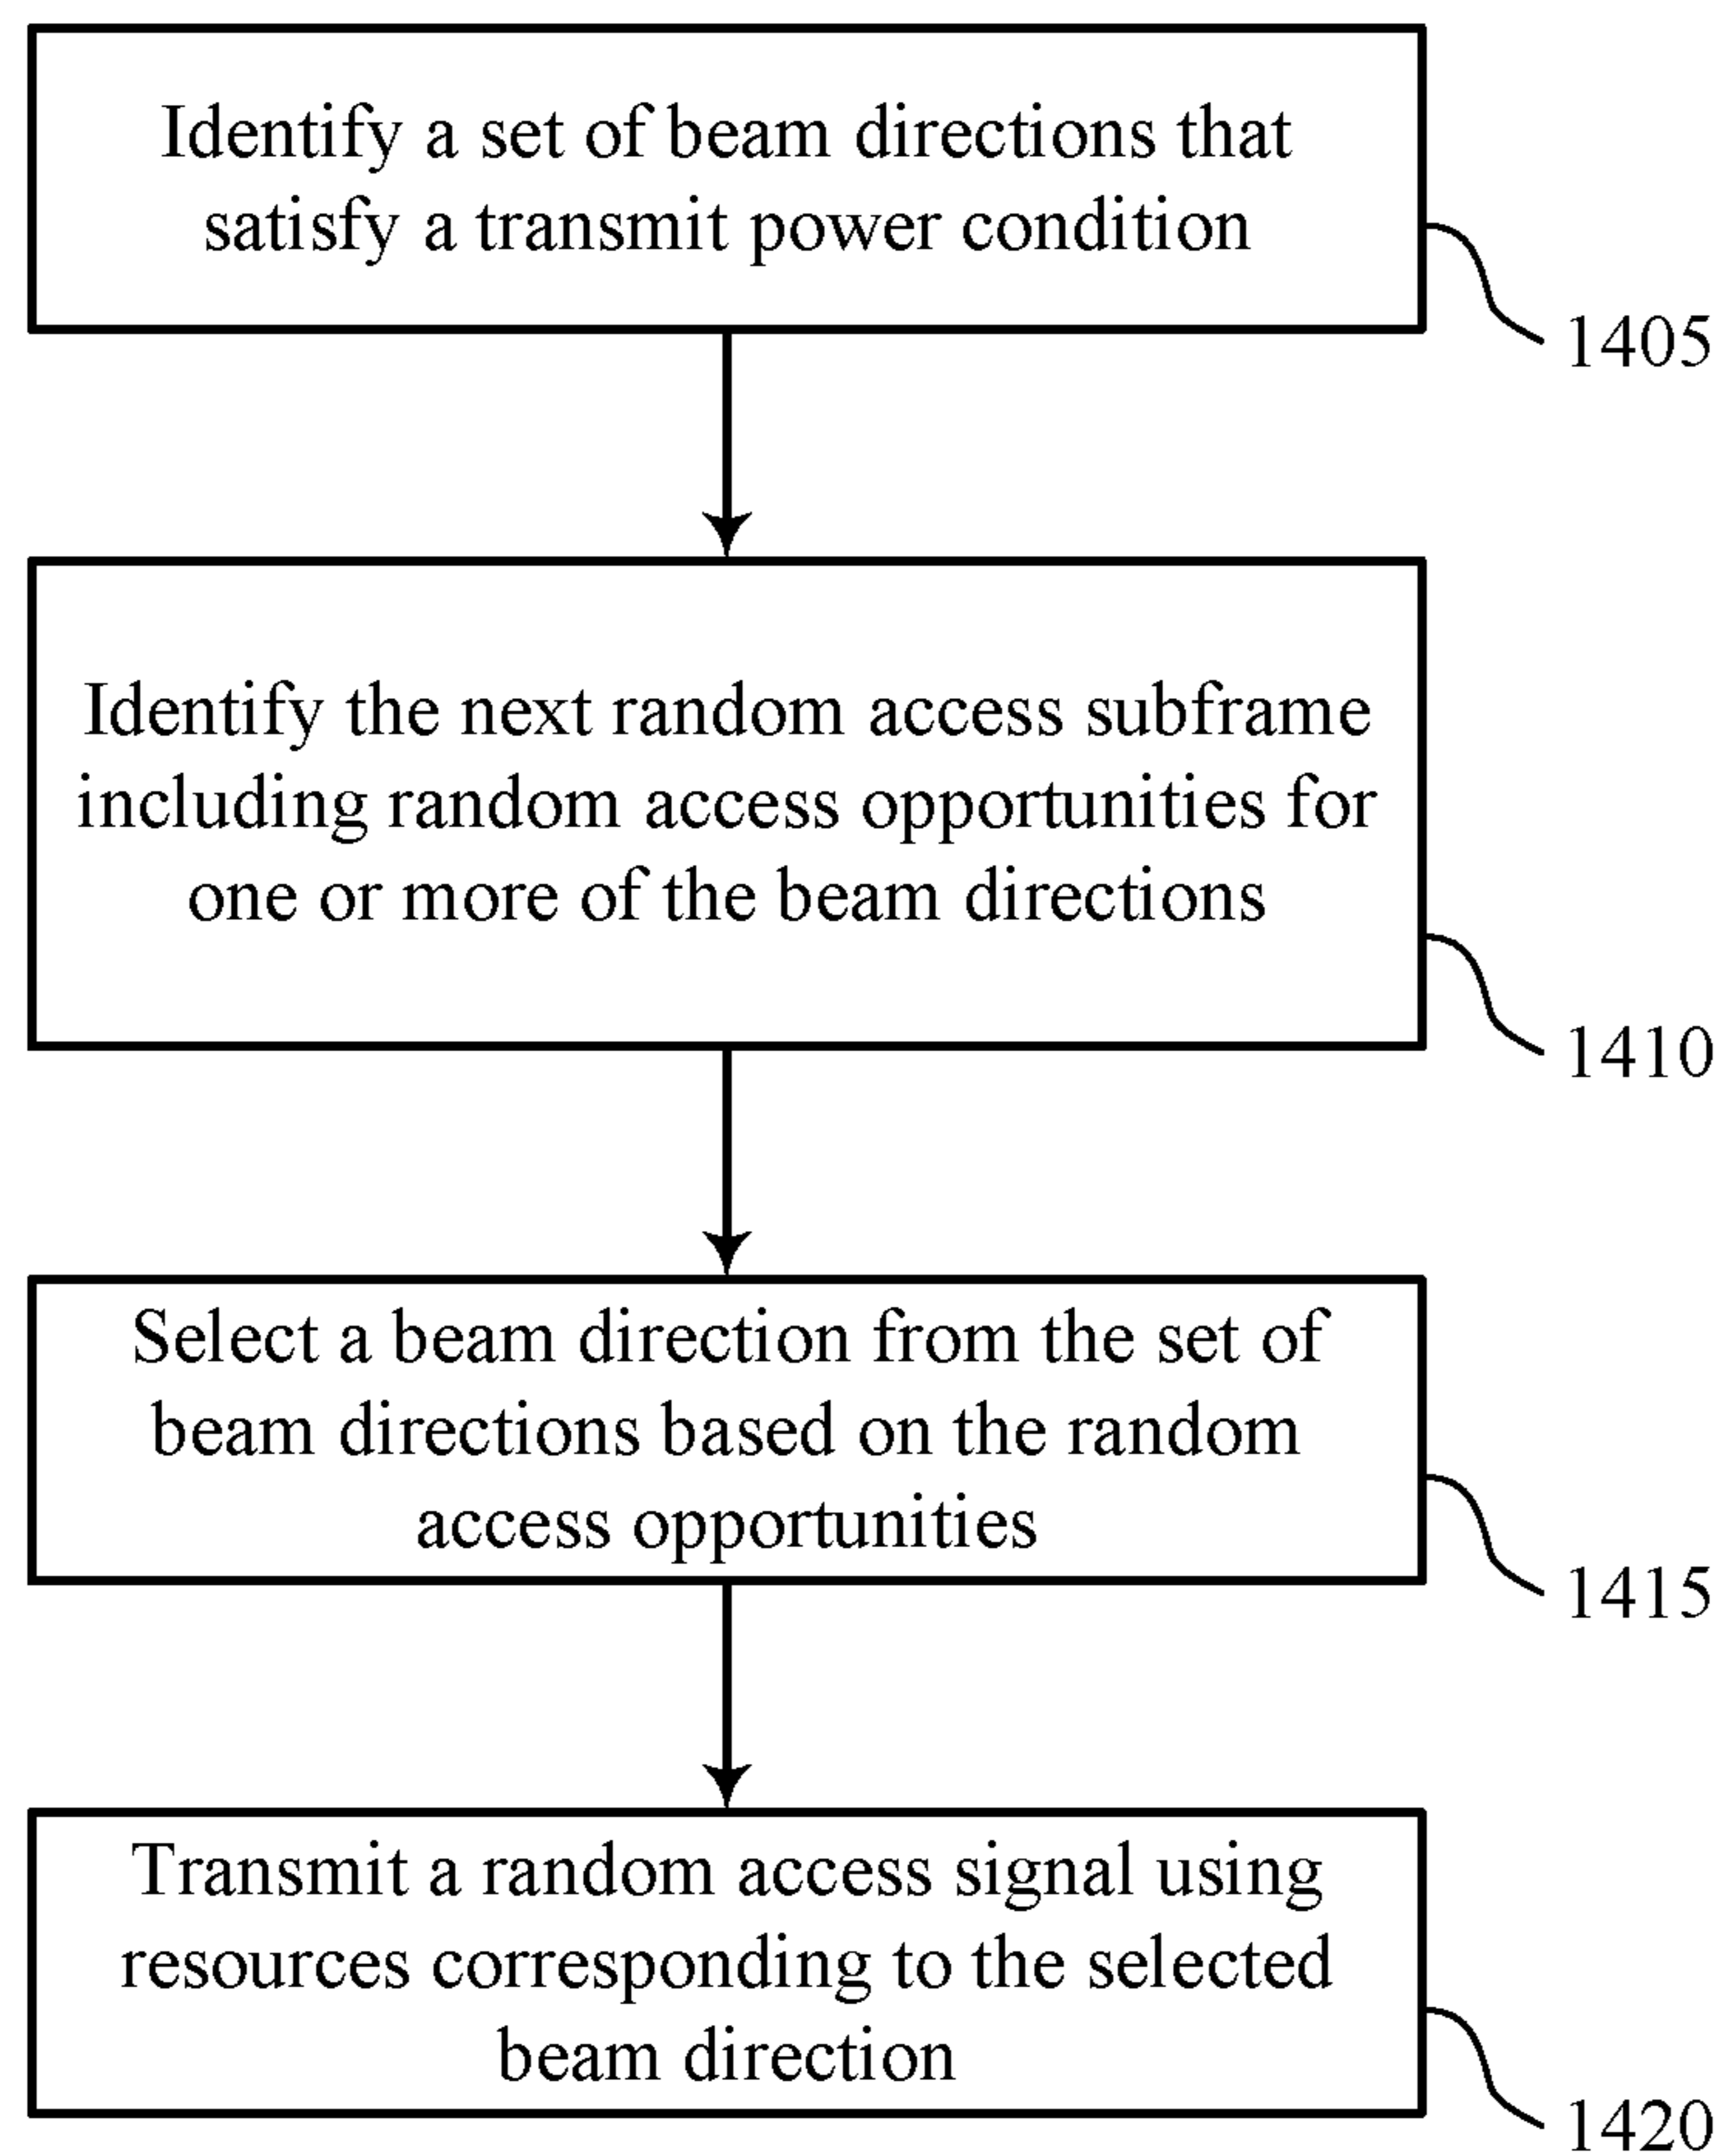 Identify a set of beam directions that
satisfy a transmit power condition
1405
Identify the next random access subframe
including random access opportunities for
one or more of the beam directions
1410
Select a beam direction from the set of
beam directions based on the random
access opportunities
1415
Transmit a random access signal using
resources corresponding to the selected
beam direction
1420